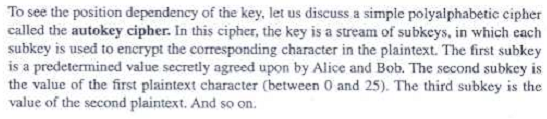 To see the position dependency of the key, let us discuss a simple polyalphabetic cipher
called the autokey cipher. In this cipher, the key is a stream of subkeys, in which each
subkey is used to encrypt the corresponding character in the plaintext. The first subkey
is a predetermined value secretly agreed upon by Alice and Bob. The second subkey is
the value of the first plaintext character (between 0 and 25). The third subkey is the
value of the second plaintext. And so on.